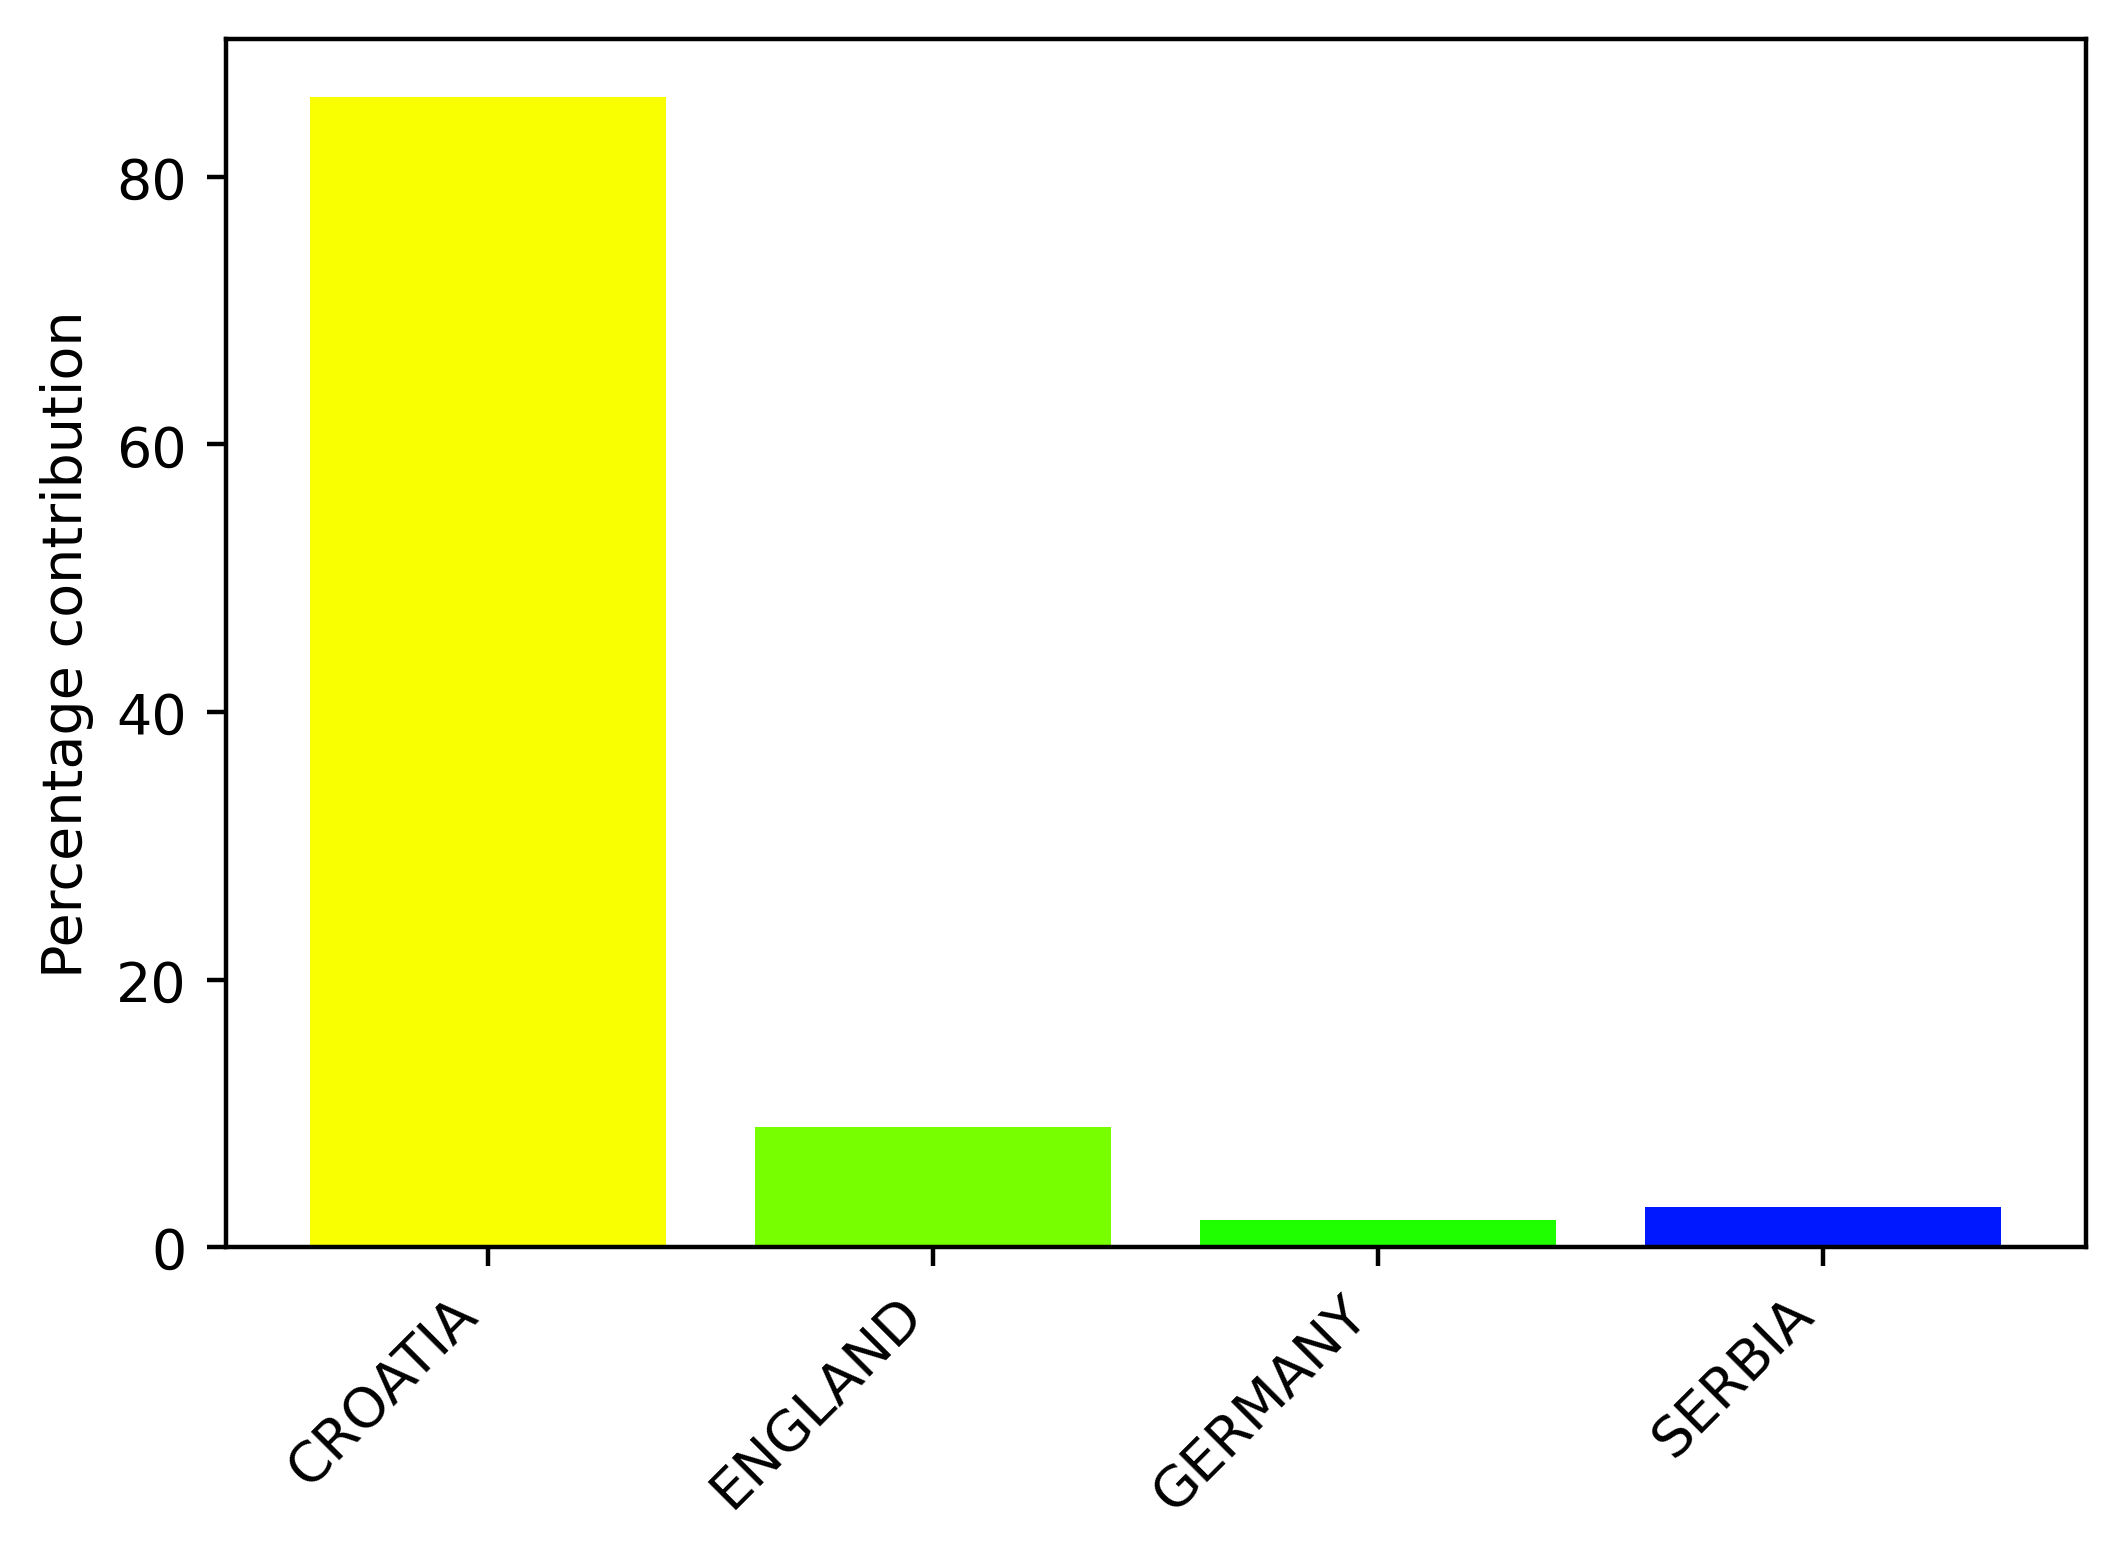 Percentage contribution
80
60
40
20
0
CROATIA
ENGLAND
GERMANY
SERBIA